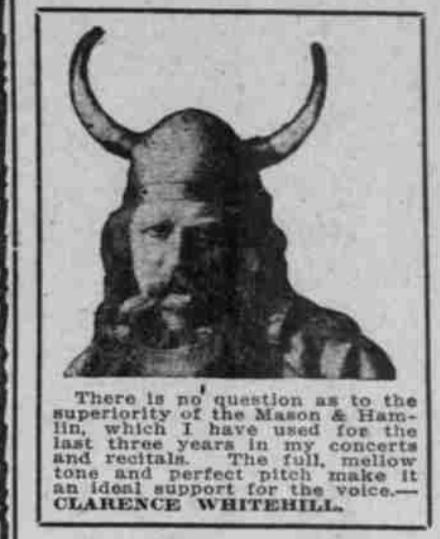 There is no question as to the
superiority of the Mason & Ham-
lin, which I have used for the
last three years in my concerts
and recitals. The full, mellow
tone and perfect pitch make it
an ideal support for the voice.—
CLARENCE WHITEHILL.